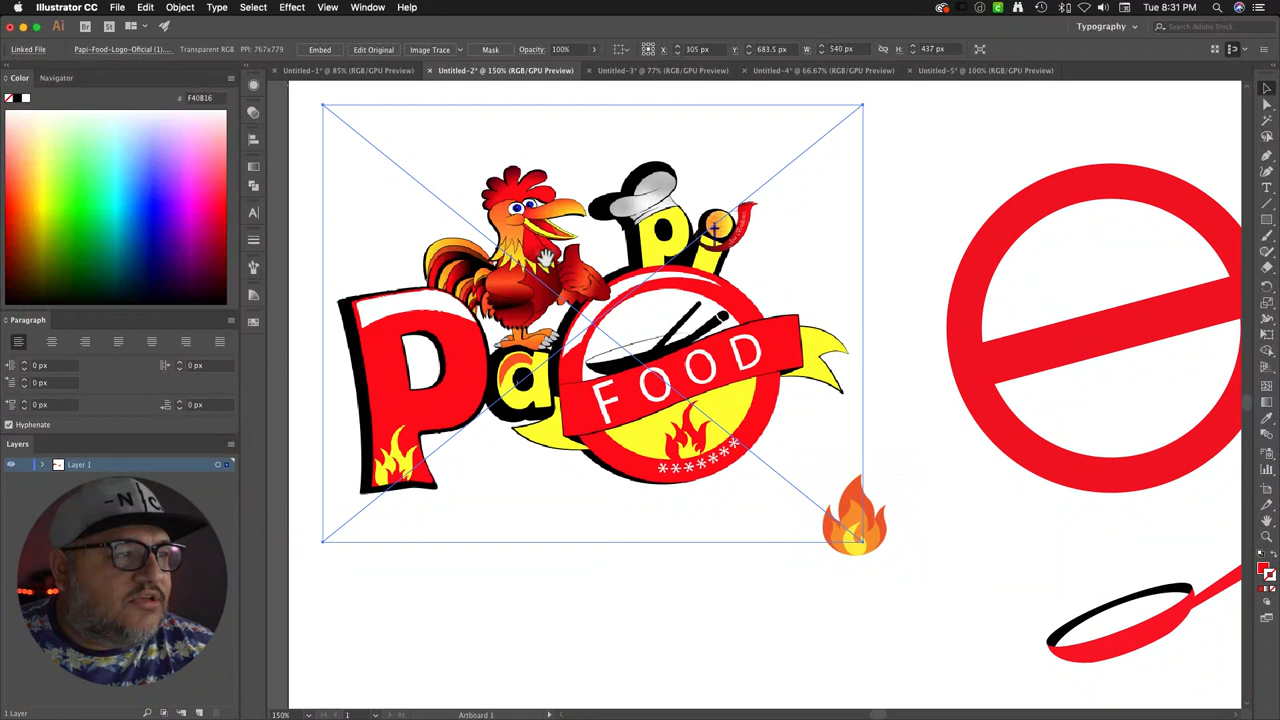 Illustrator CC File Edit Object Type Select Effect View Window Help Tue 8:31 PM
Typography Search Adobe Stock
Linked File Papi-Food-Logo-Oficial (1).... Transparent RGB PPI: 767x779 Embed Edit Original Image Trace Mask Opacity: 100% X: 305 px Y: 683.5 px W: 540 px H: 437 px
Color Navigator
Untitled-1* @ 85% (RGB/GPU Preview) Untitled-2* @ 150% (RGB/GPU Preview) Untitled-3* @ 77% (RGB/GPU Preview) Untitled-4* @ 66.67% (RGB/GPU Preview) Untitled-5* @ 100% (RGB/GPU Preview)
# F40B16
Pi
Pa
FOOD
*******
Paragraph
0 px 0 px
0 px
0 px 0 px
Hyphenate
Layers
Layer 1
1 Layer
150% 1 Artboard 1